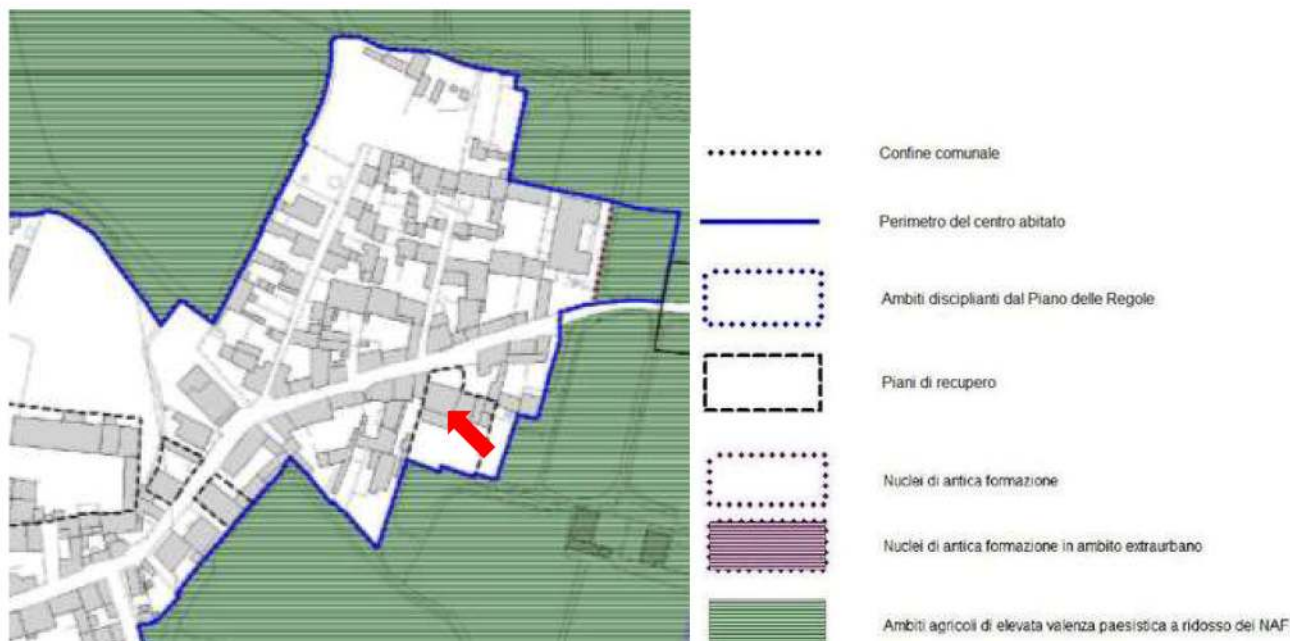 Confine comunale
Perimetro del centro abitato
Ambiti discliplianti dal Piano delle Regole
Piani di recupero
Nuclei di antica formazione
Nuclei di antica formazione in ambito extraurbano
Ambiti agricoli di elevata valenza paesistica a ridosso dei NAF